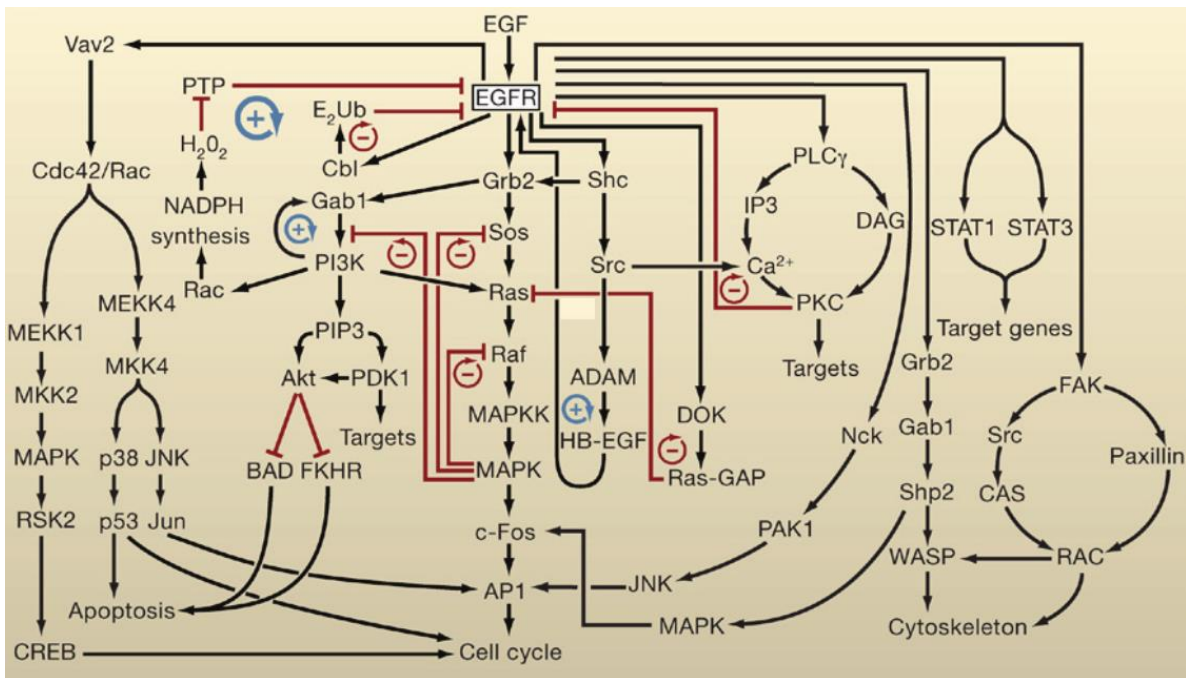 EGF
Vav2
PTP
EGFR
E2Ub
H202
PLCγ
Cdc42/Rac
Cbl
Grb2
Shc
NADPH
synthesis
Gab1
IP3
DAG
STAT1
STAT3
Sos
PI3K
Src
Ca2+
Rac
Ras
PKC
MEKK4
MEKK1
PIP3
Target genes
Raf
MKK4
Akt
PDK1
ADAM
Targets
Grb2
FAK
MKK2
MAPKK
DOK
Targets
HB-EGF
Nck
Gab1
Src
Paxillin
MAPK
p38
JNK
BAD
FKHR
MAPK
Ras-GAP
Shp2
CAS
RSK2
p53
Jun
c-Fos
PAK1
WASP
RAC
AP1
JNK
Apoptosis
MAPK
Cytoskeleton
CREB
Cell cycle
+
−
+
−
−
−
−
+
−